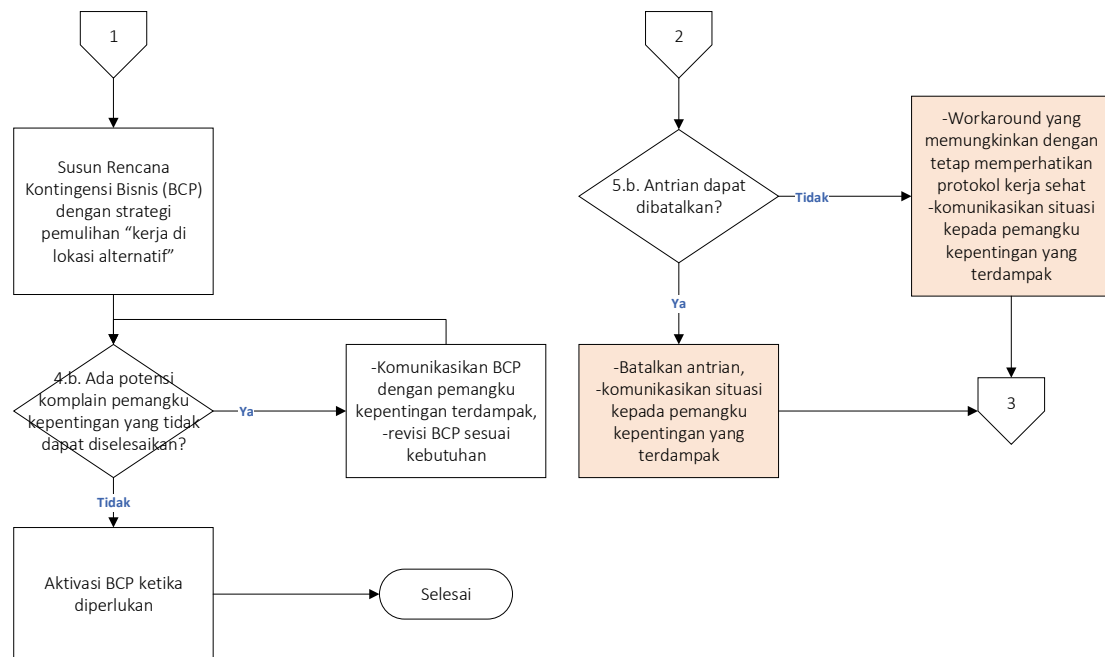 1
Susun Rencana
Kontingensi Bisnis (BCP)
dengan strategi
pemulihan “kerja di
lokasi alternatif”
4.b. Ada potensi
komplain pemangku
kepentingan yang tidak
dapat diselesaikan?
Ya
-Komunikasikan BCP
dengan pemangku
kepentingan terdampak,
-revisi BCP sesuai
kebutuhan
Tidak
Aktivasi BCP ketika
diperlukan
Selesai
2
5.b. Antrian dapat
dibatalkan?
Tidak
-Workaround yang
memungkinkan dengan
tetap memperhatikan
protokol kerja sehat
-komunikasikan situasi
kepada pemangku
kepentingan yang
terdampak
Ya
-Batalkan antrian,
-komunikasikan situasi
kepada pemangku
kepentingan yang
terdampak
3